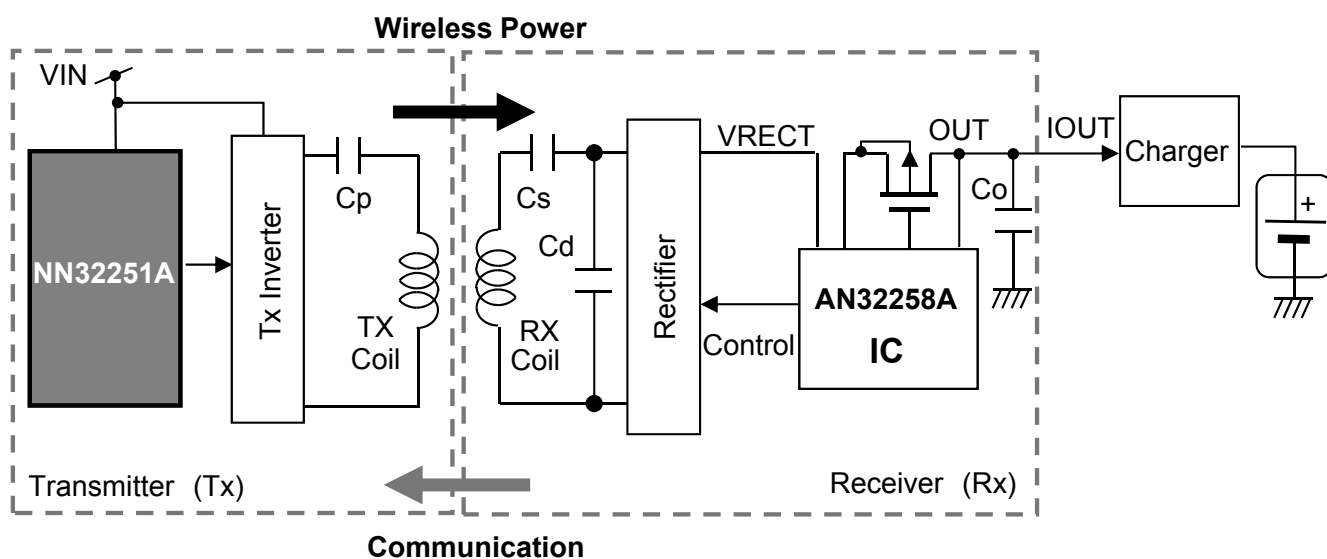 Wireless Power
VIN
NN32251A
Tx Inverter
Cp
TX
Coil
Transmitter (Tx)
Cs
Cd
RX
Coil
Rectifier
VRECT
Control
AN32258A
IC
OUT
Co
IOUT
Charger
+
Receiver (Rx)
Communication